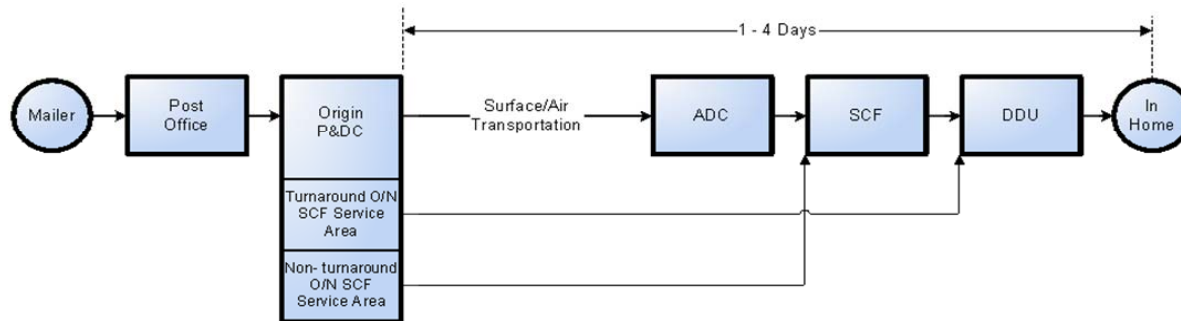 1 - 4 Days
Mailer
Post
Office
Origin
P&DC
Surface/Air
Transportation
ADC
SCF
DDU
In
Home
Turnaround O/N
SCF Service
Area
Non- turnaround
O/N SCF
Service Area